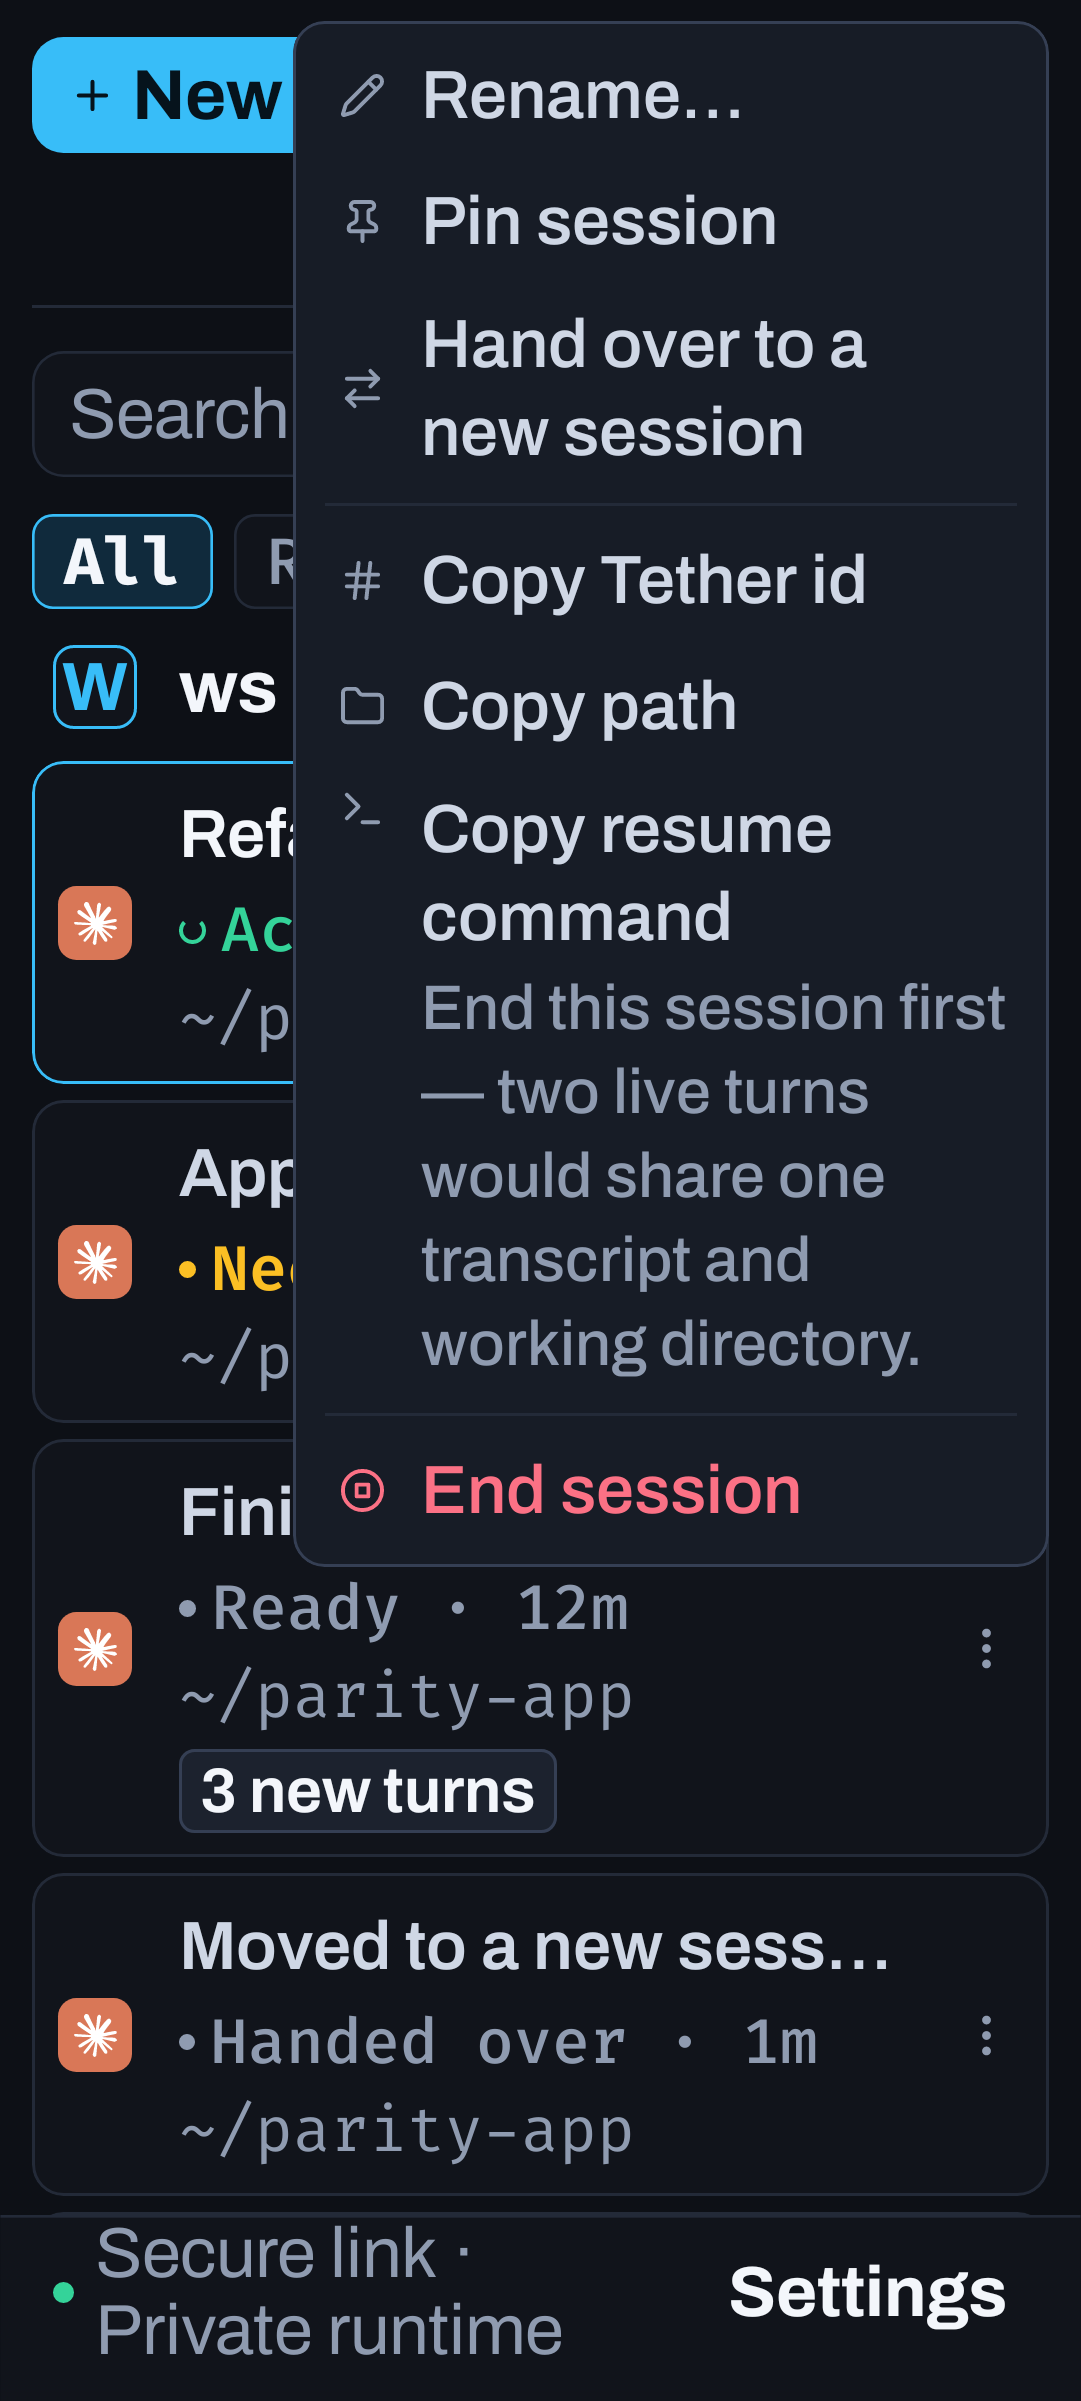 + New
Rename...
Pin session
Hand over to a
new session
Search
All
Copy Tether id
W ws
Copy path
Copy resume
command
End this session first
— two live turns
would share one
transcript and
working directory.
End session
~/p
App
~/p
• Ready · 12m
~/parity-app
3 new turns
Moved to a new sess...
• Handed over · 1m
~/parity-app
Secure link ·
Private runtime
Settings